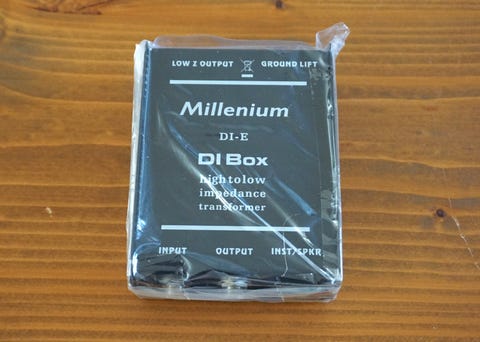 LOW Z OUTPUT GROUND LIFT
Millenium
DI-E
DI Box
hightolow
impedance
transformer
INPUT OUTPUT INST/SPKR